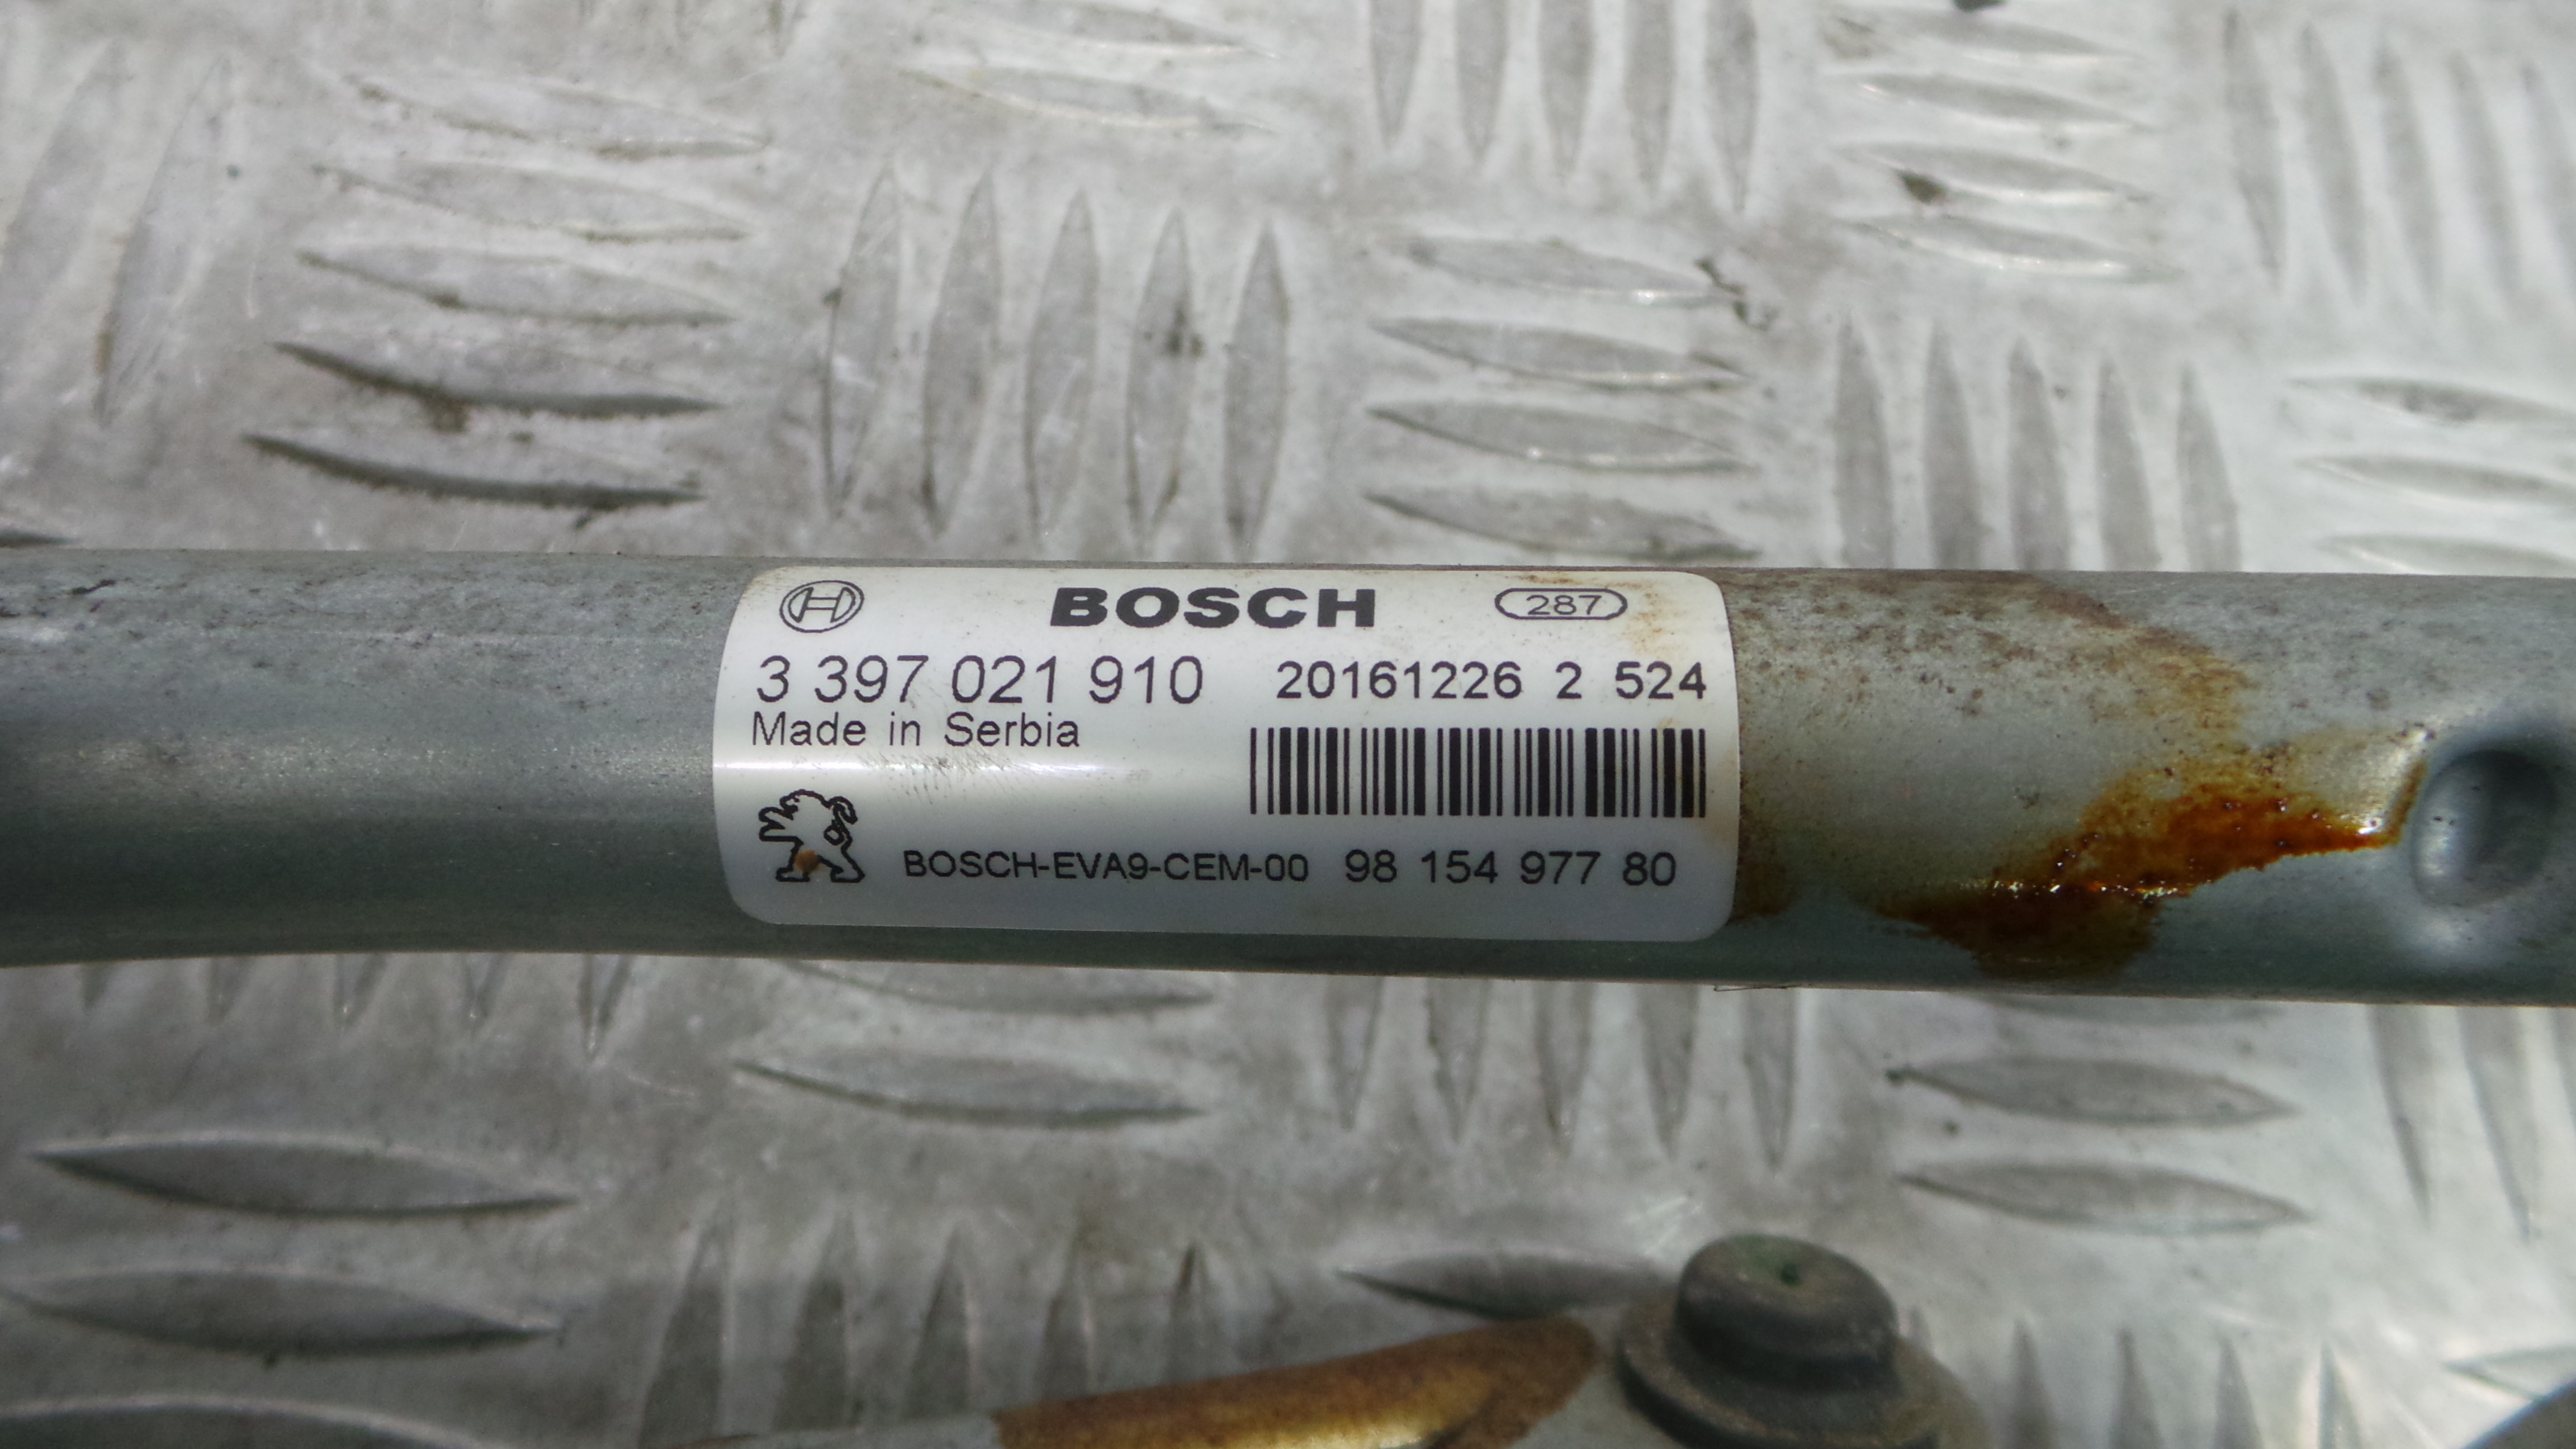 BOSCH 287
3 397 021 910 20161226 2 524
Made in Serbia
BOSCH-EVA9-CEM-00 98 154 977 80